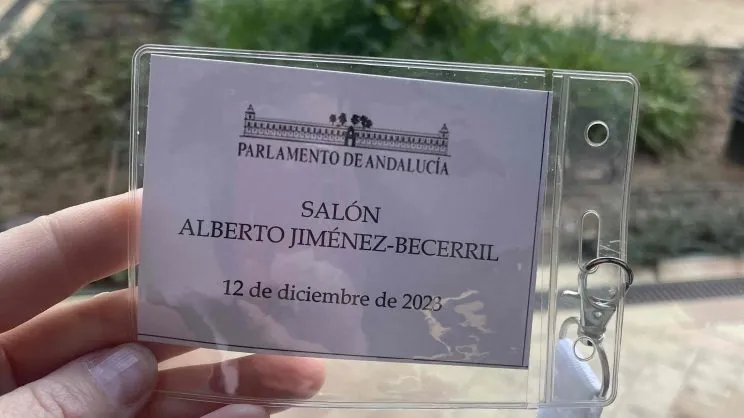 PARLAMENTO DE ANDALUCÍA
SALÓN
ALBERTO JIMÉNEZ-BECERRIL
12 de diciembre de 2023